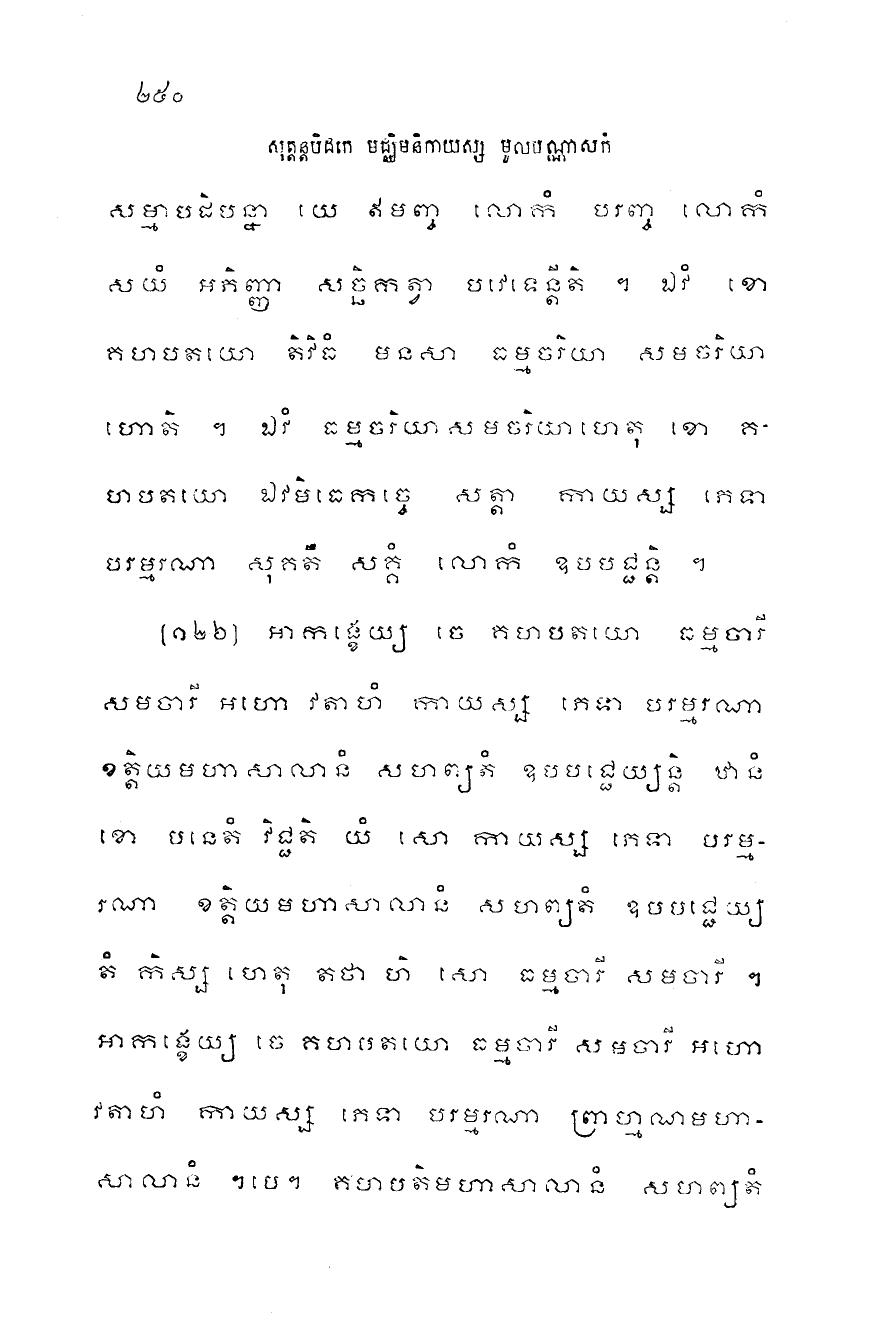 ២៥០
សុត្តន្តបិដកេ មជ្ឈិមនិកាយស្ស មូលបណ្ណាសកំ
សម្មាបដិបន្នា យេ ឥមញ្ច លោកំ បរញ្ច លោកំ
សយំ អភិញ្ញា សច្ឆិកត្វា បវេទេន្តីតិ ។ ឯវំ ខោ
គហបតយោ តិវិធំ មនសា ធម្មចរិយា សមចរិយា
ហោតិ ។ ឯវំ ធម្មចរិយាសមចរិយាហេតុ ខោ គ-
ហបតយោ ឯវមិធេកច្ចេ សត្តា កាយស្ស ភេទា
បរម្មរណា សុគតឹ សគ្គំ លោកំ ឧបបជ្ជន្តិ ។
(១៤៤) អាកង្ខេយ្យ ចេ គហបតយោ ធម្មចារី
សមចារី អហោ វតាហំ កាយស្ស ភេទា បរម្មរណា
ខត្តិយមហាសាលានំ សហព្យតំ ឧបបជ្ជេយ្យន្តិ ឋានំ
ខោ បនេតំ វិជ្ជតិ យំ សោ កាយស្ស ភេទា បរម្ម-
រណា ខត្តិយមហាសាលានំ សហព្យតំ ឧបបជ្ជេយ្យ
តំ កិស្ស ហេតុ តថា ហិ សោ ធម្មចារី សមចារី ។
អាកង្ខេយ្យ ចេ គហបតយោ ធម្មចារី សមចារី អហោ
វតាហំ កាយស្ស ភេទា បរម្មរណា ព្រាហ្មណមហា-
សាលានំ ។បេ។ គហបតិមហាសាលានំ សហព្យតំ